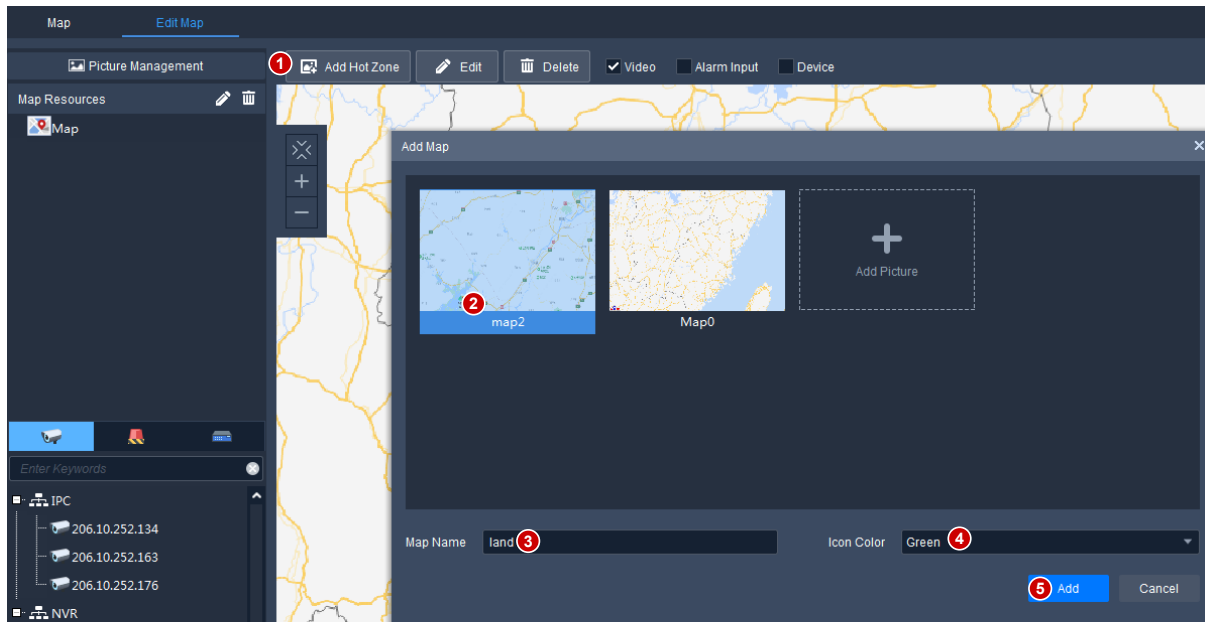 Map Edit Map
Picture Management
1 Add Hot Zone Edit Delete Video Alarm Input Device
Map Resources
Map
Add Map
Add Picture
2
map2 Map0
Enter Keywords
IPC
206.10.252.134
206.10.252.163
206.10.252.176
NVR
Map Name land 3 Icon Color Green 4
5 Add Cancel